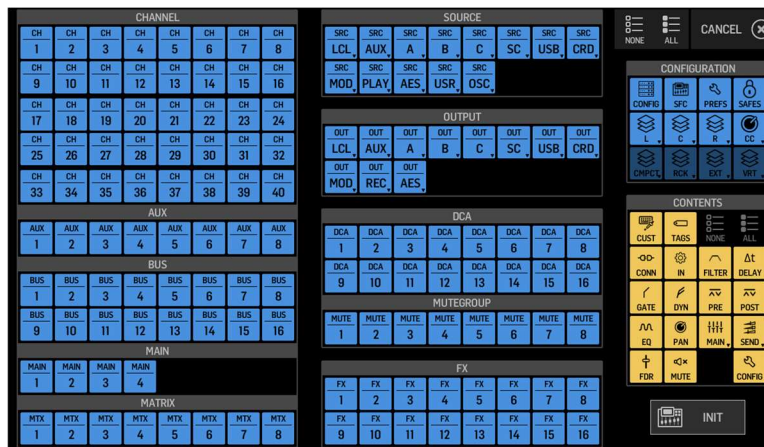 CHANNEL
CH CH CH CH CH CH CH CH
1 2 3 4 5 6 7 8
CH CH CH CH CH CH CH CH
9 10 11 12 13 14 15 16
CH CH CH CH CH CH CH CH
17 18 19 20 21 22 23 24
CH CH CH CH CH CH CH CH
25 26 27 28 29 30 31 32
CH CH CH CH CH CH CH CH
33 34 35 36 37 38 39 40
AUX
AUX AUX AUX AUX AUX AUX AUX AUX
1 2 3 4 5 6 7 8
BUS
BUS BUS BUS BUS BUS BUS BUS BUS
1 2 3 4 5 6 7 8
BUS BUS BUS BUS BUS BUS BUS BUS
9 10 11 12 13 14 15 16
MAIN
MAIN MAIN MAIN MAIN
1 2 3 4
MATRIX
MTX MTX MTX MTX MTX MTX MTX MTX
1 2 3 4 5 6 7 8
SOURCE
SRC SRC SRC SRC SRC SRC SRC SRC
LCL AUX A B C SC USB CRD
SRC SRC SRC SRC SRC
MOD PLAY AES USR OSC
OUTPUT
OUT OUT OUT OUT OUT OUT OUT OUT
LCL AUX A B C SC USB CRD
OUT OUT OUT
MOD REC AES
DCA
DCA DCA DCA DCA DCA DCA DCA DCA
1 2 3 4 5 6 7 8
DCA DCA DCA DCA DCA DCA DCA DCA
9 10 11 12 13 14 15 16
MUTEGROUP
MUTE MUTE MUTE MUTE MUTE MUTE MUTE MUTE
1 2 3 4 5 6 7 8
FX
FX FX FX FX FX FX FX FX
1 2 3 4 5 6 7 8
FX FX FX FX FX FX FX FX
9 10 11 12 13 14 15 16
NONE ALL CANCEL
CONFIGURATION
CONFIG SFC PREFS SAFES
L C R CC
CMPCT RCK EXT VRT
CONTENTS
CUST TAGS NONE ALL
CONN IN FILTER Δt DELAY
GATE DYN PRE POST
EQ PAN MAIN SEND
FDR MUTE CONFIG
INIT